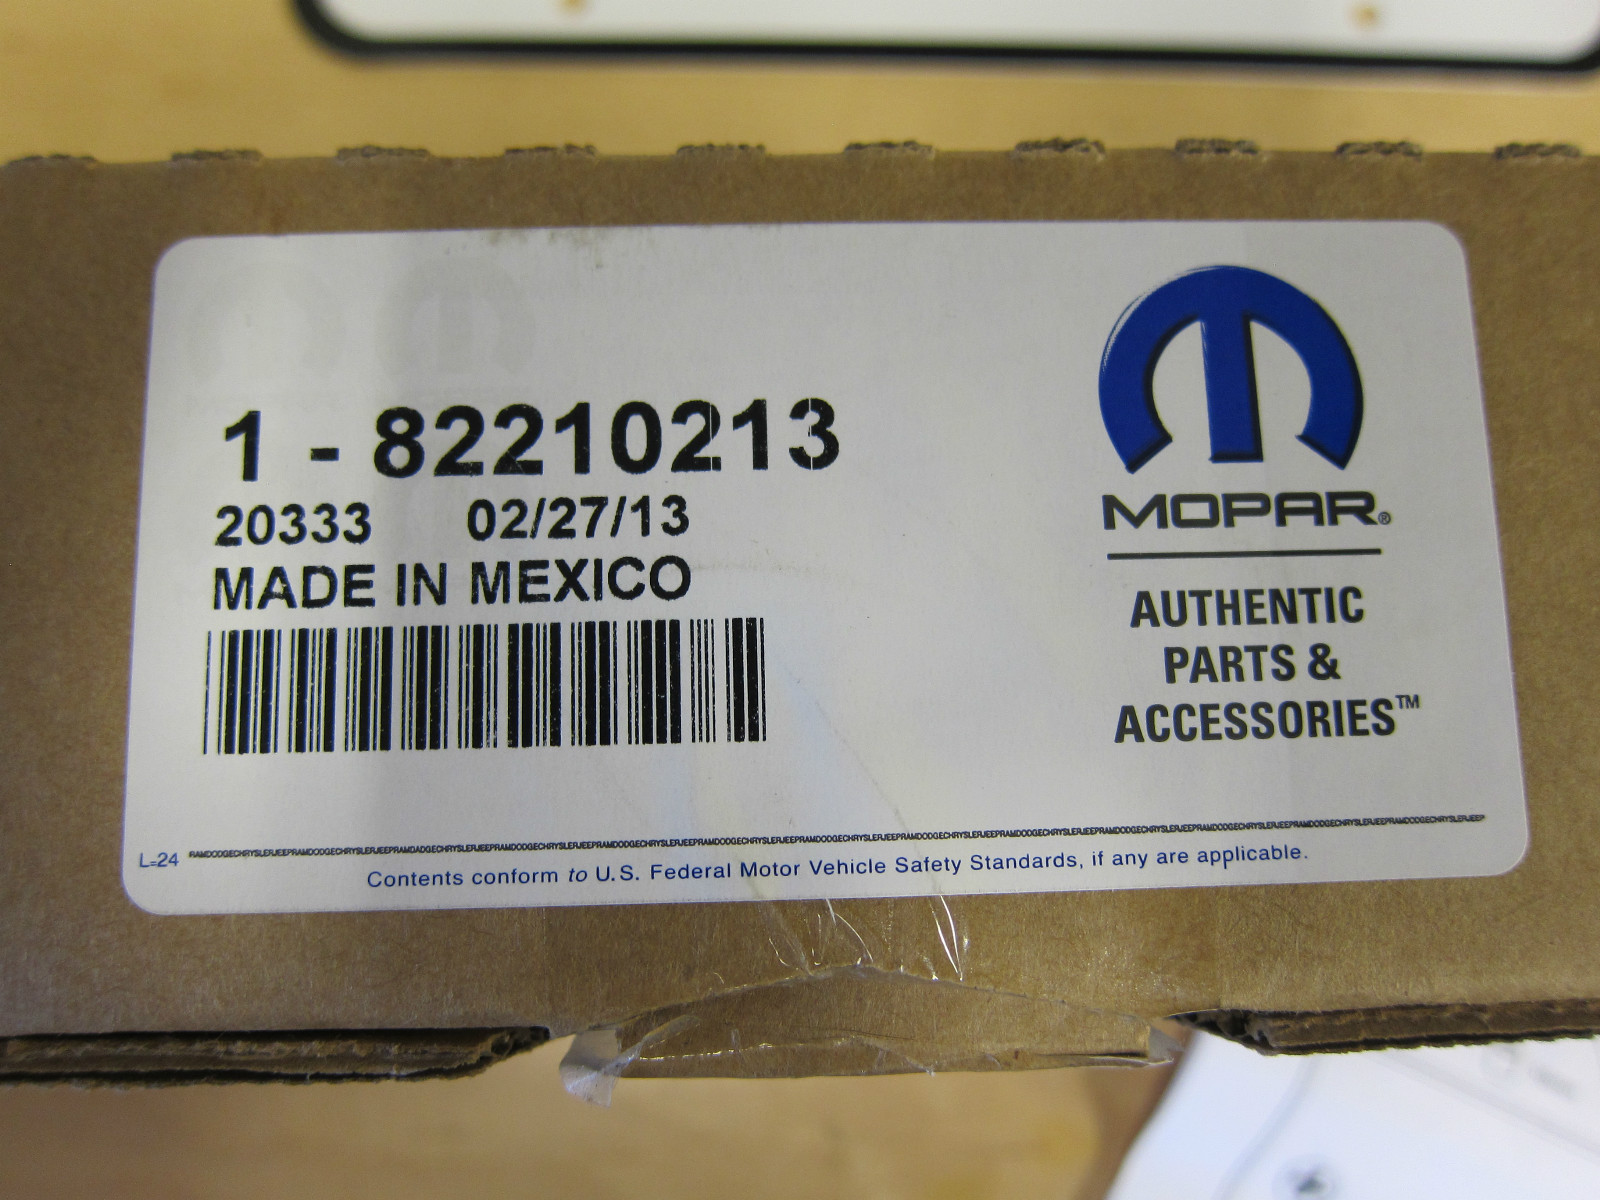 1 - 82210213
20333 02/27/13
MADE IN MEXICO
MOPAR®
AUTHENTIC
PARTS &
ACCESSORIES™
L=24
RAMDODGECHRYSLERJEEPRAMDODGECHRYSLERJEEPRAMDADGECHRYSLERJEEPRAMDODGECHRYSLERJEEPRAMDODGECHRYSLERJEEPRAMDODGECHRYSLERJEEPRAMDODGECHRYSLERJEEPRAMDODGECHRYSLERJEEPRAMDODGECHRYSLERJEEPRAMDODGECHRYSLERJEEPRAMDODGECHRYSLERJEEPRAMDODGECHRYSLERJEEP
Contents conform to U.S. Federal Motor Vehicle Safety Standards, if any are applicable.